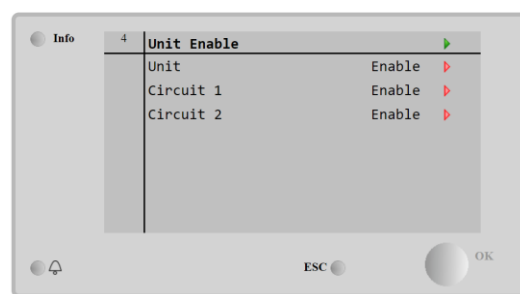 Info
4 Unit Enable
Unit Enable
Circuit 1 Enable
Circuit 2 Enable
ESC
OK